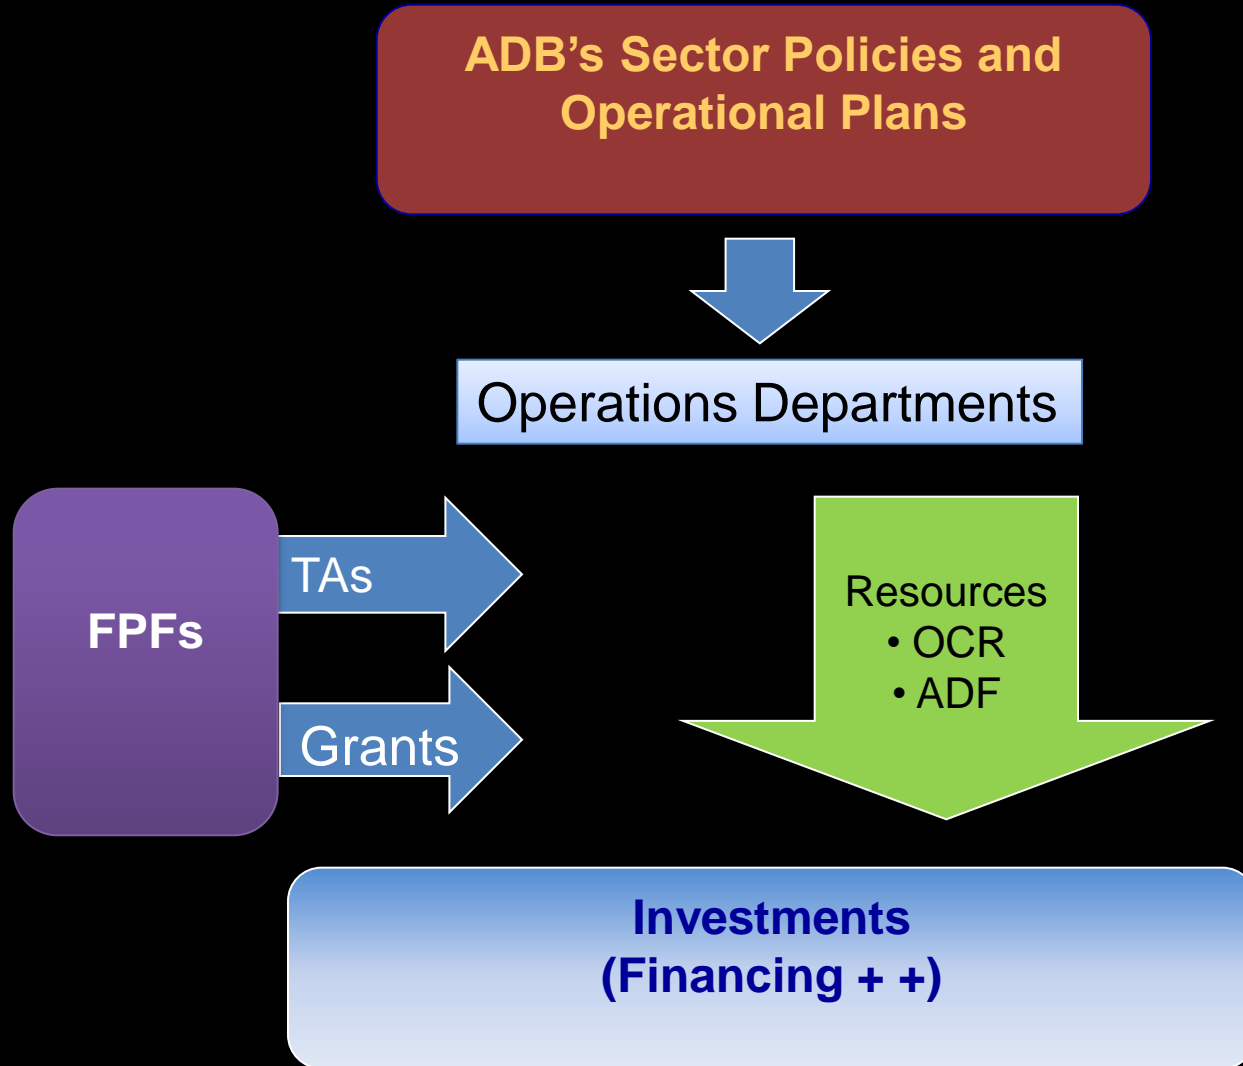 ADB’s Sector Policies and
Operational Plans
Operations Departments
FPFs
TAs
Grants
Resources
• OCR
• ADF
Investments
(Financing + +)